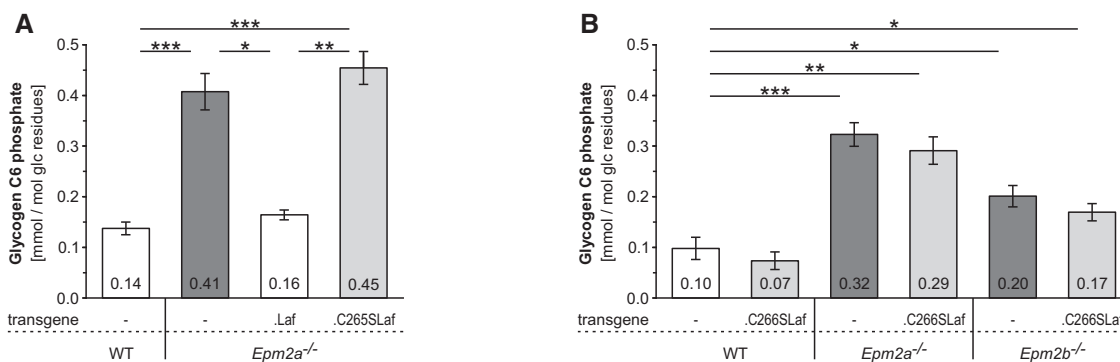 A
B
Glycogen C6 phosphate
[mmol / mol glc residues]
0.5
0.4
0.3
0.2
0.1
0.0
***
*** * **
0.14 0.41 0.16 0.45
transgene - - .Laf .C265SLaf
WT Epm2a-/-
Glycogen C6 phosphate
[mmol / mol glc residues]
0.5
0.4
0.3
0.2
0.1
0.0
*
*
**
***
0.10 0.07 0.32 0.29 0.20 0.17
transgene - .C266SLaf - .C266SLaf - .C266SLaf
WT Epm2a-/- Epm2b-/-